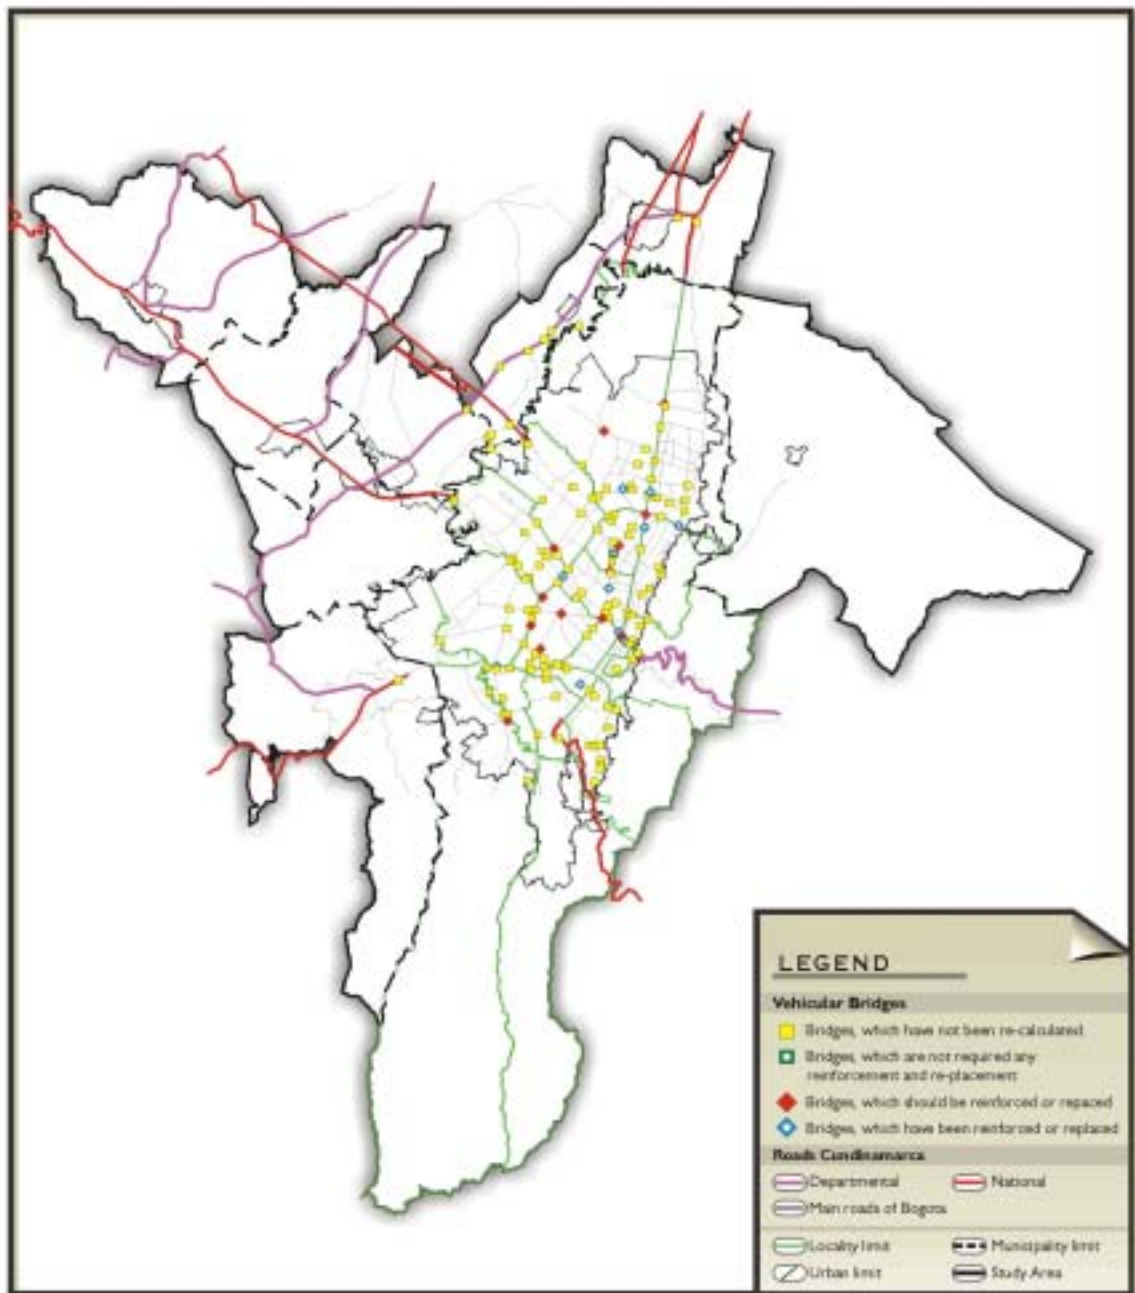 LEGEND
Vehicular Bridges
Bridges, which have not been re-calculated
Bridges, which are not required any
reinforcement and re-placement
Bridges, which should be reinforced or repaced
Bridges, which have been reinforced or replaced
Roads Cundinamarca
Departmental
National
Main roads of Bogota
Locality limit
Municipality limit
Urban limit
Study Area